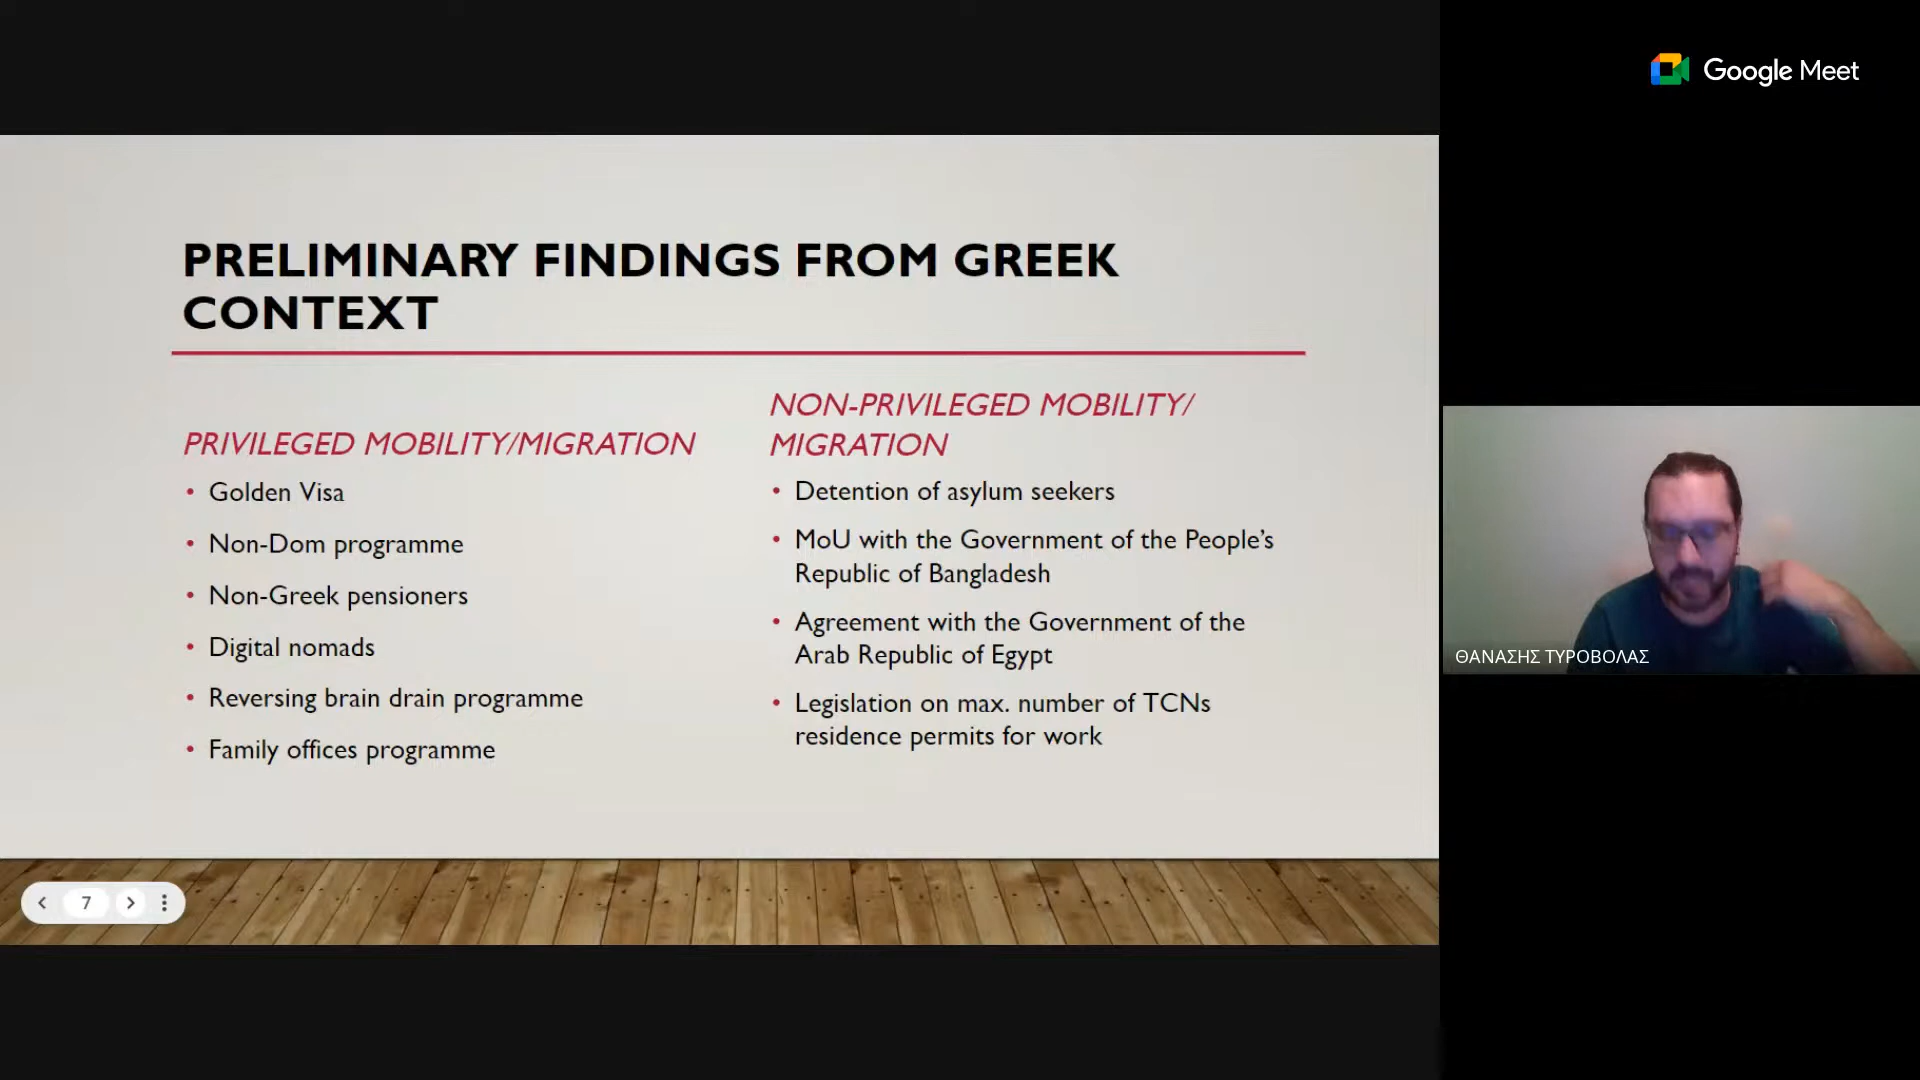 Google Meet
PRELIMINARY FINDINGS FROM GREEK
CONTEXT
PRIVILEGED MOBILITY/MIGRATION
• Golden Visa
• Non-Dom programme
• Non-Greek pensioners
• Digital nomads
• Reversing brain drain programme
• Family offices programme
NON-PRIVILEGED MOBILITY/
MIGRATION
• Detention of asylum seekers
• MoU with the Government of the People’s
Republic of Bangladesh
• Agreement with the Government of the
Arab Republic of Egypt
• Legislation on max. number of TCNs
residence permits for work
ΘΑΝΑΣΗΣ ΤΥΡΟΒΟΛΑΣ
7